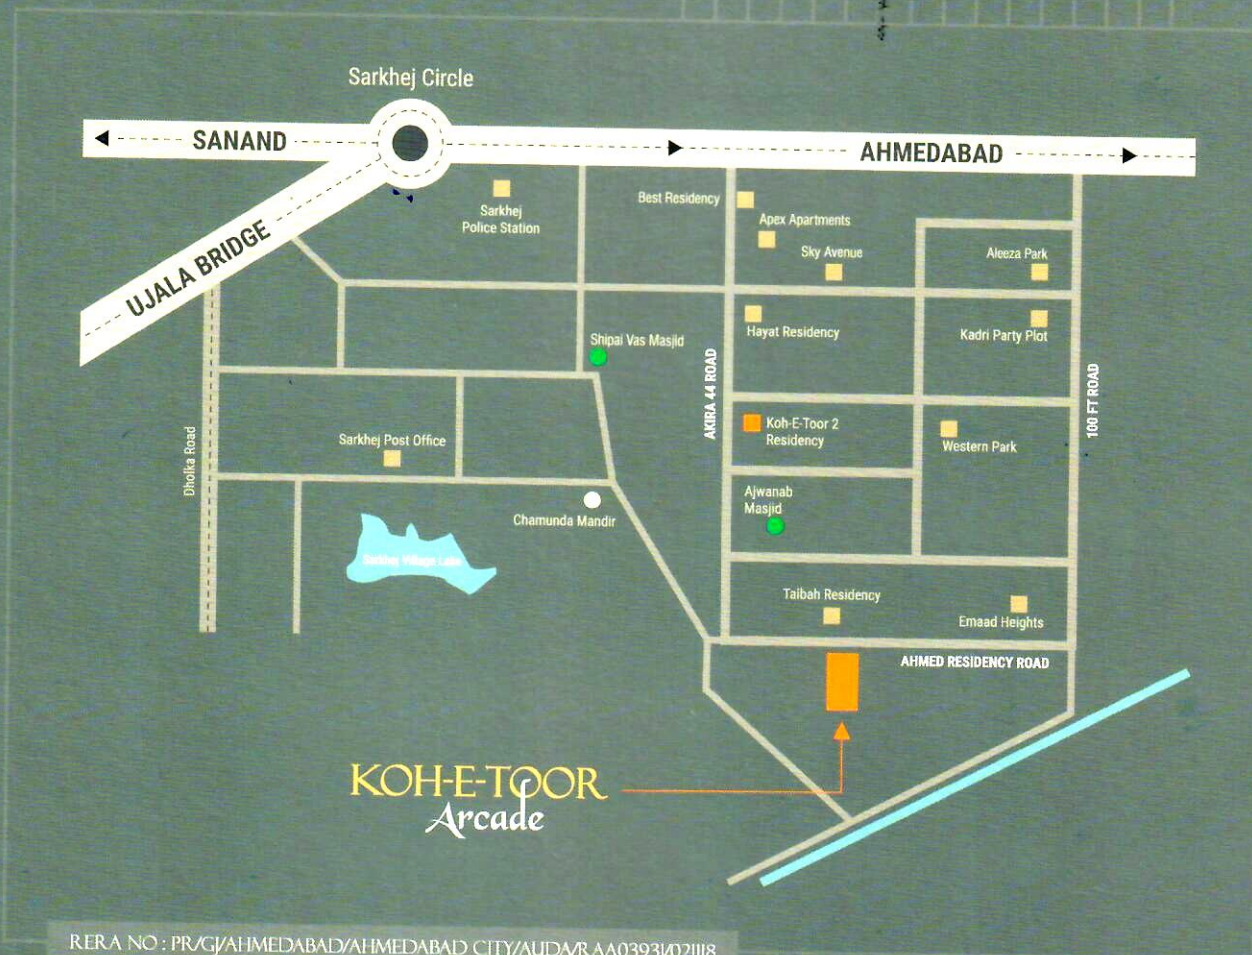 Sarkhej Circle
SANAND
AHMEDABAD
UJALA BRIDGE
Sarkhej
Police Station
Best Residency
Apex Apartments
Sky Avenue
Aleeza Park
Hayat Residency
Kadri Party Plot
Shipai Vas Masjid
AKIRA 44 ROAD
100 FT ROAD
Koh-E-Toor 2
Residency
Western Park
Sarkhej Post Office
Dholka Road
Ajwanab
Masjid
Chamunda Mandir
Sarkhej Village Lake
Taibah Residency
Emaad Heights
AHMED RESIDENCY ROAD
KOH-E-TOOR
Arcade
RERA NO : PR/GJ/AHMEDABAD/AHMEDABAD CITY/AUDA/RAA03931/021118